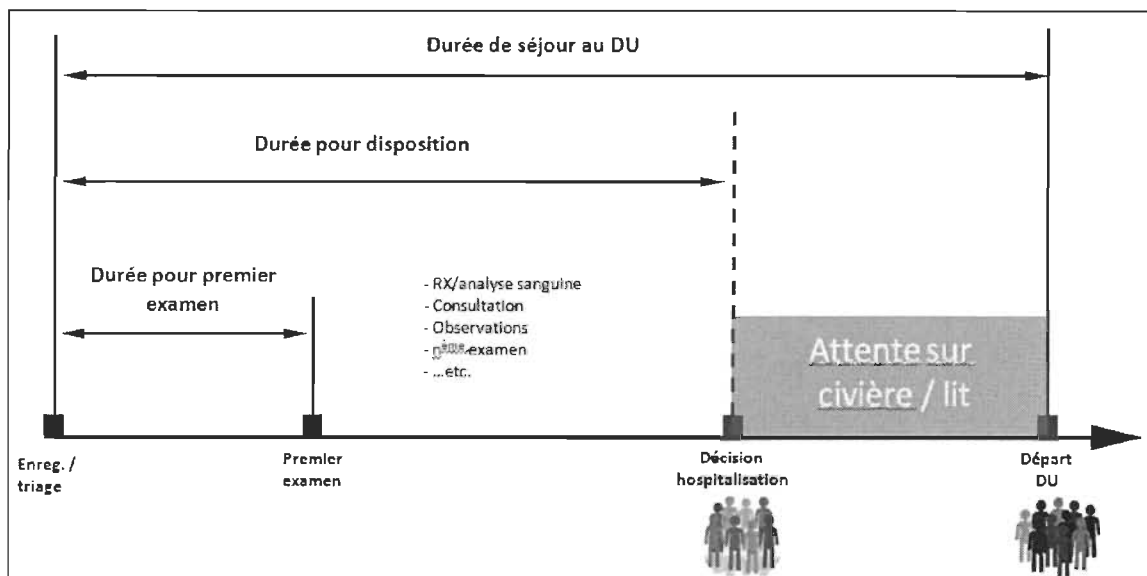 Durée de séjour au DU
Durée pour disposition
Durée pour premier
examen
- RX/analyse sanguine
- Consultation
- Observations
- nème examen
- ...etc.
Attente sur
civière / lit
Enreg. /
triage
Premier
examen
Décision
hospitalisation
Départ
DU